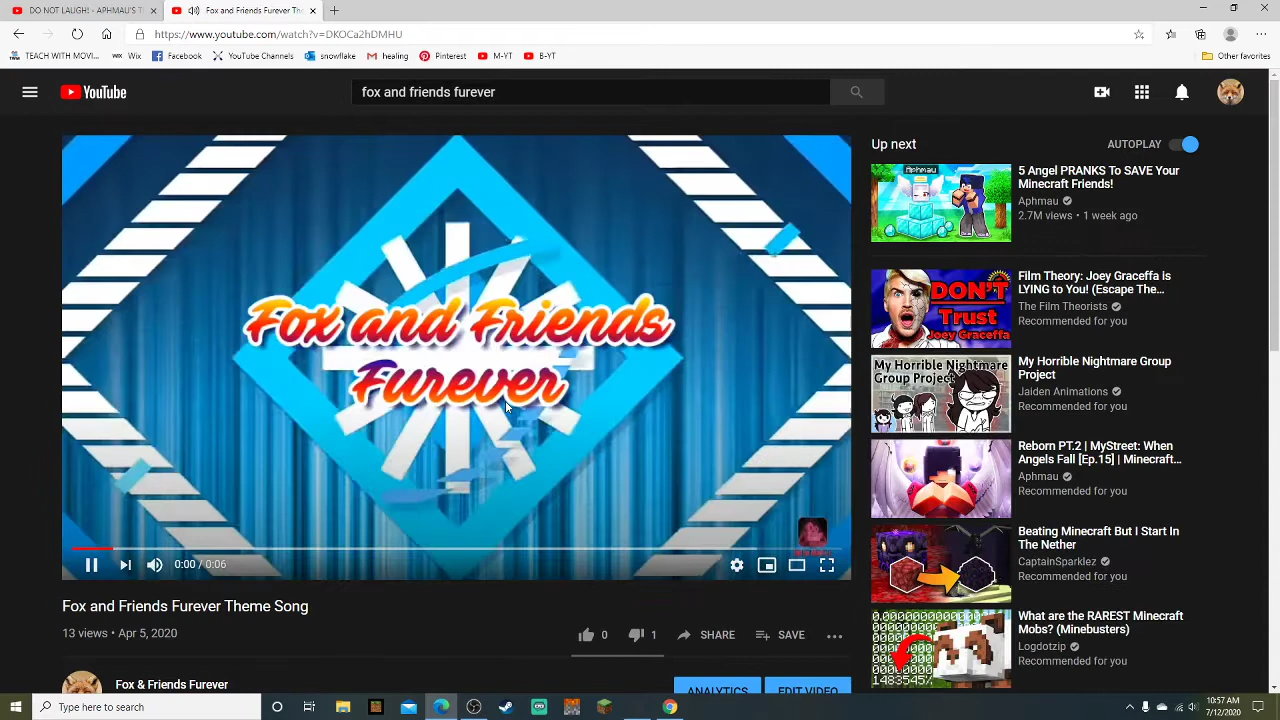 DO NOT LAUGH! - APHMAU'S T
Fox and Friends Furever The
https://www.youtube.com/watch?v=DKOCa2hDMHU
TEACH WITH MOVI...
Wix
Facebook
YouTube Channels
snowflake
healing
Pinterest
M-YT
B-YT
Other favorites
YouTube
fox and friends furever
Fox and Friends
Furever
0:00 / 0:06
Fox and Friends Furever Theme Song
13 views • Apr 5, 2020
0
1
SHARE
SAVE
Fox & Friends Furever
ANALYTICS
EDIT VIDEO
Up next
AUTOPLAY
Aphmau
5 Angel PRANKS To SAVE Your
Minecraft Friends!
Aphmau
2.7M views • 1 week ago
DON'T
Trust
Joey Graceffa
Film Theory: Joey Graceffa is
LYING to You! (Escape The...
The Film Theorists
Recommended for you
My Horrible Nightmare
Group Project
My Horrible Nightmare Group
Project
Jaiden Animations
Recommended for you
Reborn PT.2 | MyStreet: When
Angels Fall [Ep.15] | Minecraft...
Aphmau
Recommended for you
Beating Minecraft But I Start In
The Nether
CaptainSparklez
Recommended for you
1483545%
What are the RAREST Minecraft
Mobs? (Minebusters)
Logdotzip
Recommended for you
Type here to search
10:57 AM
7/12/2020